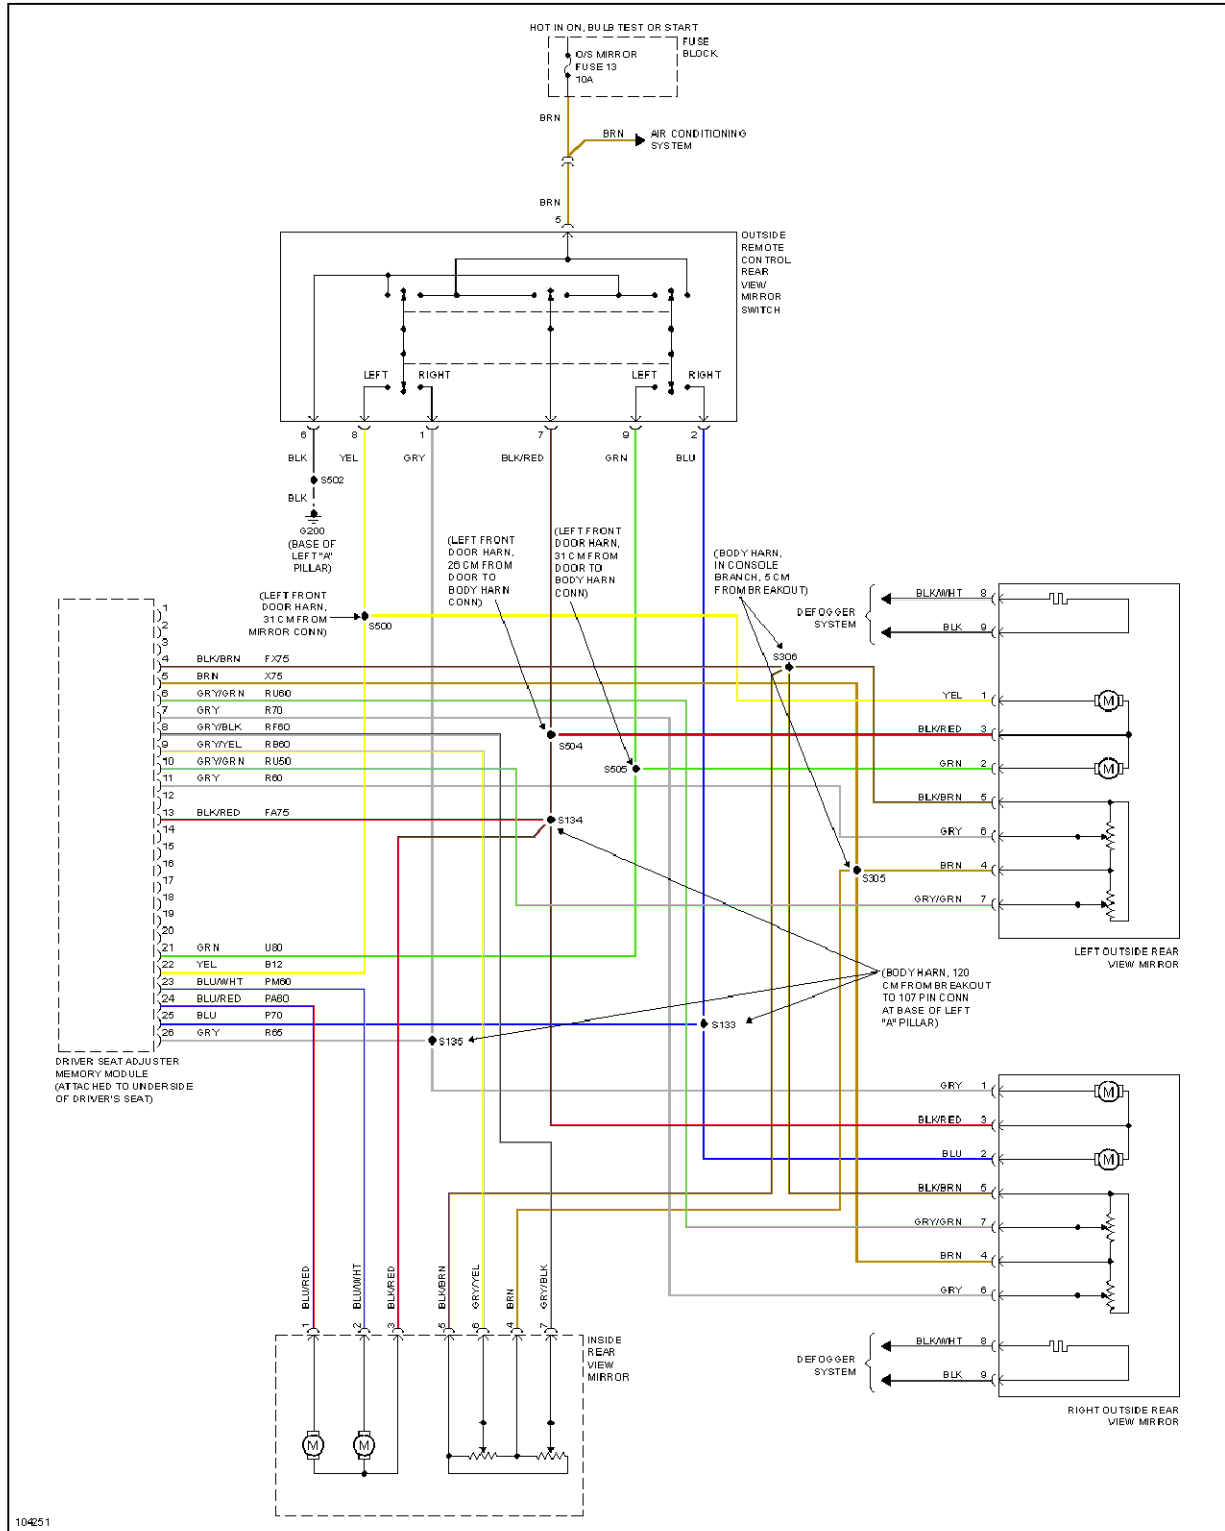 HOT IN ON, BULB TEST OR START
O/S MIRROR
FUSE 13
10A
FUSE
BLOCK
BRN
BRN
AIR CONDITIONING
SYSTEM
BRN
5
OUTSIDE
REMOTE
CONTROL
REAR
VIEW
MIRROR
SWITCH
LEFT
RIGHT
LEFT
RIGHT
6
8
1
7
9
2
BLK
YEL
GRY
BLK/RED
GRN
BLU
S502
BLK
G200
(BASE OF
LEFT "A"
PILLAR)
(LEFT FRONT
DOOR HARN,
26 CM FROM
DOOR TO
BODY HARN
CONN)
(LEFT FRONT
DOOR HARN,
31 CM FROM
DOOR TO
BODY HARN
CONN)
(BODY HARN,
IN CONSOLE
BRANCH, 5 CM
FROM BREAKOUT)
(LEFT FRONT
DOOR HARN,
31 CM FROM
MIRROR CONN)
S500
S306
S504
S505
S134
S305
S133
S135
1
2
3
4 BLK/BRN FX75
5 BRN X75
6 GRY/GRN RU60
7 GRY R70
8 GRY/BLK RF60
9 GRY/YEL RB60
10 GRY/GRN RU50
11 GRY R60
12
13 BLK/RED FA75
14
15
16
17
18
19
20
21 GRN U80
22 YEL B12
23 BLU/WHT PM60
24 BLU/RED PA60
25 BLU P70
26 GRY R65
DRIVER SEAT ADJUSTER
MEMORY MODULE
(ATTACHED TO UNDERSIDE
OF DRIVER'S SEAT)
DEFOGGER
SYSTEM
BLK/WHT 8
BLK 9
YEL 1
M
BLK/RED 3
GRN 2
M
BLK/BRN 5
GRY 6
BRN 4
GRY/GRN 7
LEFT OUTSIDE REAR
VIEW MIRROR
(BODY HARN, 120
CM FROM BREAKOUT
TO 107 PIN CONN
AT BASE OF LEFT
"A" PILLAR)
GRY 1
M
BLK/RED 3
BLU 2
M
BLK/BRN 5
GRY/GRN 7
BRN 4
GRY 6
DEFOGGER
SYSTEM
BLK/WHT 8
BLK 9
RIGHT OUTSIDE REAR
VIEW MIRROR
BLU/RED
BLU/WHT
BLK/RED
BLK/BRN
GRY/YEL
BRN
GRY/BLK
1
2
3
5
6
4
7
INSIDE
REAR
VIEW
MIRROR
M
M
104251